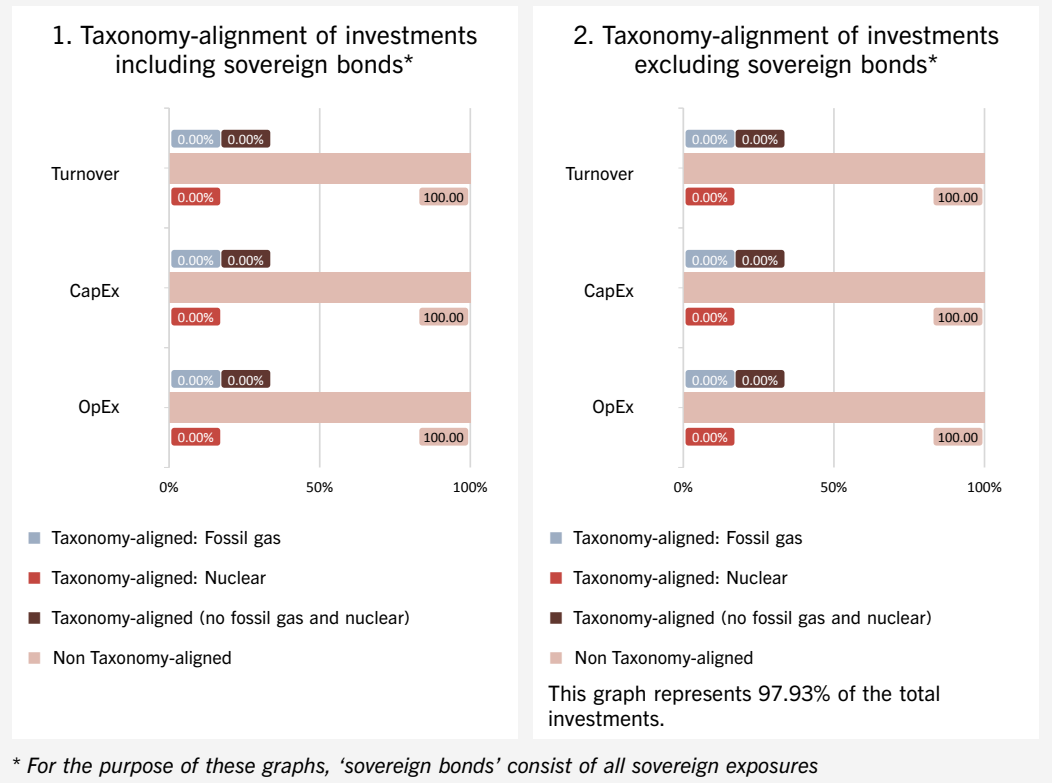 1. Taxonomy-alignment of investments
including sovereign bonds*
0.00% 0.00%
Turnover
0.00% 100.00
0.00% 0.00%
CapEx
0.00% 100.00
0.00% 0.00%
OpEx
0.00% 100.00
0% 50% 100%
Taxonomy-aligned: Fossil gas
Taxonomy-aligned: Nuclear
Taxonomy-aligned (no fossil gas and nuclear)
Non Taxonomy-aligned
2. Taxonomy-alignment of investments
excluding sovereign bonds*
0.00% 0.00%
Turnover
0.00% 100.00
0.00% 0.00%
CapEx
0.00% 100.00
0.00% 0.00%
OpEx
0.00% 100.00
0% 50% 100%
Taxonomy-aligned: Fossil gas
Taxonomy-aligned: Nuclear
Taxonomy-aligned (no fossil gas and nuclear)
Non Taxonomy-aligned
This graph represents 97.93% of the total
investments.
* For the purpose of these graphs, ‘sovereign bonds’ consist of all sovereign exposures